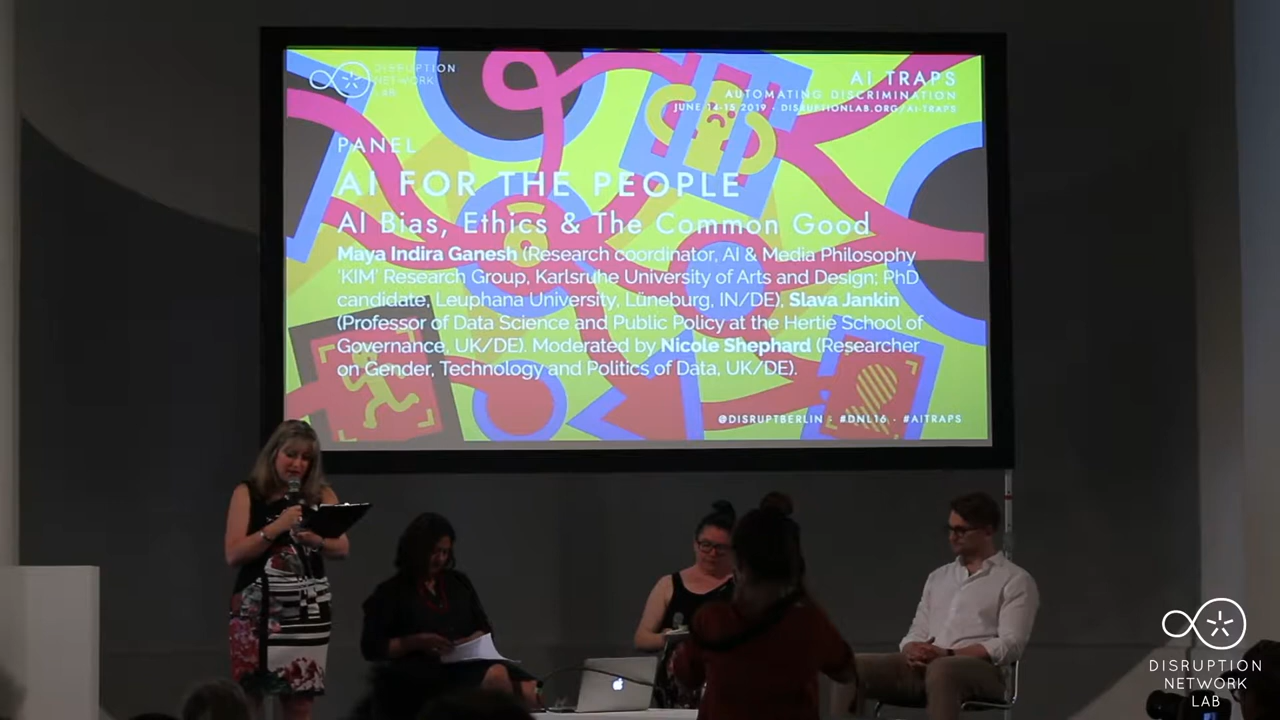 DISRUPTION
NETWORK
LAB
AI TRAPS
AUTOMATING DISCRIMINATION
JUNE 14-15 2019 - DISRUPTIONLAB.ORG/AI-TRAPS
PANEL
AI FOR THE PEOPLE
AI Bias, Ethics & The Common Good
Maya Indira Ganesh (Research coordinator, AI & Media Philosophy
'KIM' Research Group, Karlsruhe University of Arts and Design; PhD
candidate, Leuphana University, Lüneburg, IN/DE), Slava Jankin
(Professor of Data Science and Public Policy at the Hertie School of
Governance, UK/DE). Moderated by Nicole Shephard (Researcher
on Gender, Technology and Politics of Data, UK/DE).
@DISRUPTBERLIN - #DNL16 - #AITRAPS
DISRUPTION
NETWORK
LAB